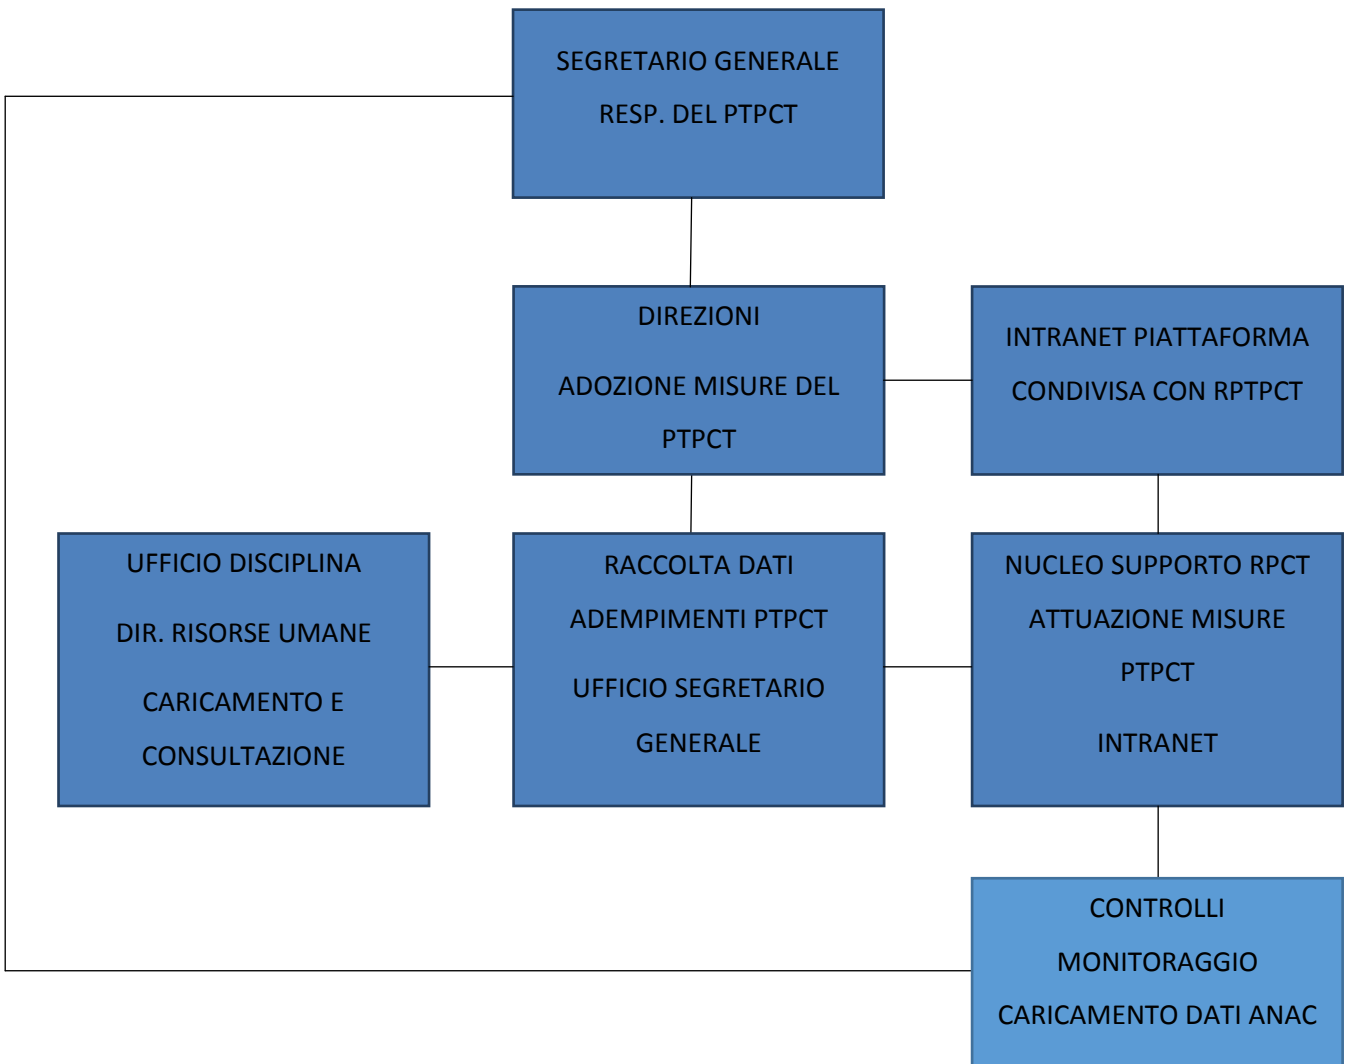 SEGRETARIO GENERALE
RESP. DEL PTPCT
DIREZIONI
ADOZIONE MISURE DEL
PTPCT
INTRANET PIATTAFORMA
CONDIVISA CON RPTPCT
UFFICIO DISCIPLINA
DIR. RISORSE UMANE
CARICAMENTO E
CONSULTAZIONE
RACCOLTA DATI
ADEMPIMENTI PTPCT
UFFICIO SEGRETARIO
GENERALE
NUCLEO SUPPORTO RPCT
ATTUAZIONE MISURE
PTPCT
INTRANET
CONTROLLI
MONITORAGGIO
CARICAMENTO DATI ANAC